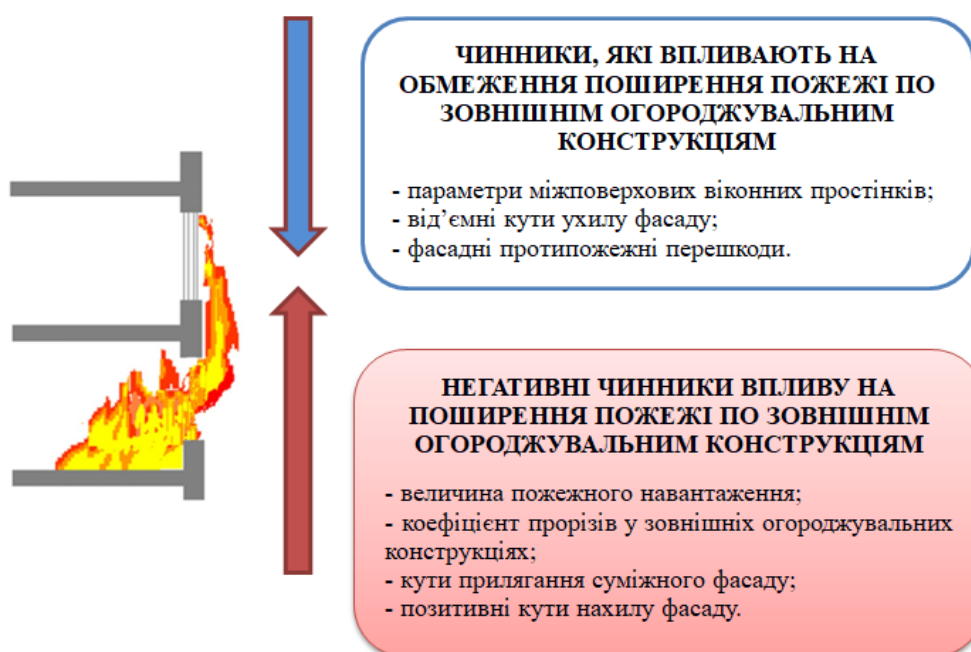 ЧИННИКИ, ЯКІ ВПЛИВАЮТЬ НА
ОБМЕЖЕННЯ ПОШИРЕННЯ ПОЖЕЖІ ПО
ЗОВНІШНІМ ОГОРОДЖУВАЛЬНИМ
КОНСТРУКЦІЯМ
- параметри міжповерхових віконних простінків;
- від’ємні кути ухилу фасаду;
- фасадні протипожежні перешкоди.
НЕГАТИВНІ ЧИННИКИ ВПЛИВУ НА
ПОШИРЕННЯ ПОЖЕЖІ ПО ЗОВНІШНІМ
ОГОРОДЖУВАЛЬНИМ КОНСТРУКЦІЯМ
- величина пожежного навантаження;
- коефіцієнт прорізів у зовнішніх огороджувальних
конструкціях;
- кути прилягання суміжного фасаду;
- позитивні кути нахилу фасаду.